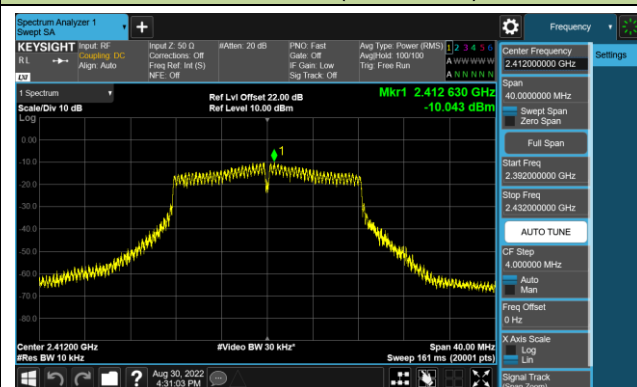 Spectrum Analyzer 1
Swept SA
Frequency
KEYSIGHT
RL
LXI
Input: RF
Coupling: DC
Align: Auto
Input Z: 50 Ω
Corrections: Off
Freq Ref: Int (S)
NFE: Off
#Atten: 20 dB
PNO: Fast
Gate: Off
IF Gain: Low
Sig Track: Off
Avg Type: Power (RMS)
Avg|Hold: 100/100
Trig: Free Run
1 2 3 4 5 6
A W W W W W
A N N N N N
1 Spectrum
Scale/Div 10 dB
Log
Ref Lvl Offset 22.00 dB
Ref Level 10.00 dBm
Mkr1 2.412 630 GHz
-10.043 dBm
1
0.00
-10.0
-20.0
-30.0
-40.0
-50.0
-60.0
-70.0
-80.0
Center 2.41200 GHz
#Res BW 10 kHz
#Video BW 30 kHz*
Span 40.00 MHz
Sweep 161 ms (20001 pts)
Aug 30, 2022
4:31:03 PM
Center Frequency
2.412000000 GHz
Settings
Span
40.0000000 MHz
Swept Span
Zero Span
Full Span
Start Freq
2.392000000 GHz
Stop Freq
2.432000000 GHz
AUTO TUNE
CF Step
4.000000 MHz
Auto
Man
Freq Offset
0 Hz
X Axis Scale
Log
Lin
Signal Track
(Span Zoom)